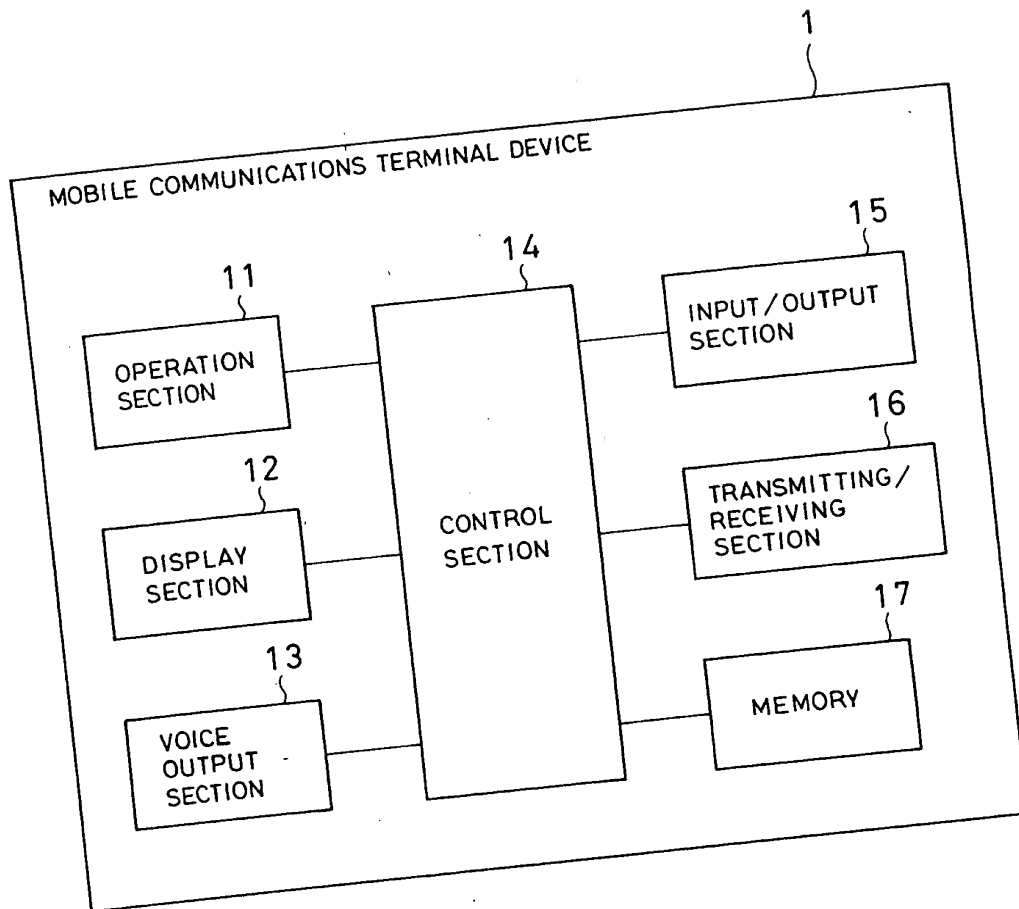 1
MOBILE COMMUNICATIONS TERMINAL DEVICE
11
OPERATION
SECTION
12
DISPLAY
SECTION
13
VOICE
OUTPUT
SECTION
14
CONTROL
SECTION
15
INPUT/OUTPUT
SECTION
16
TRANSMITTING/
RECEIVING
SECTION
17
MEMORY